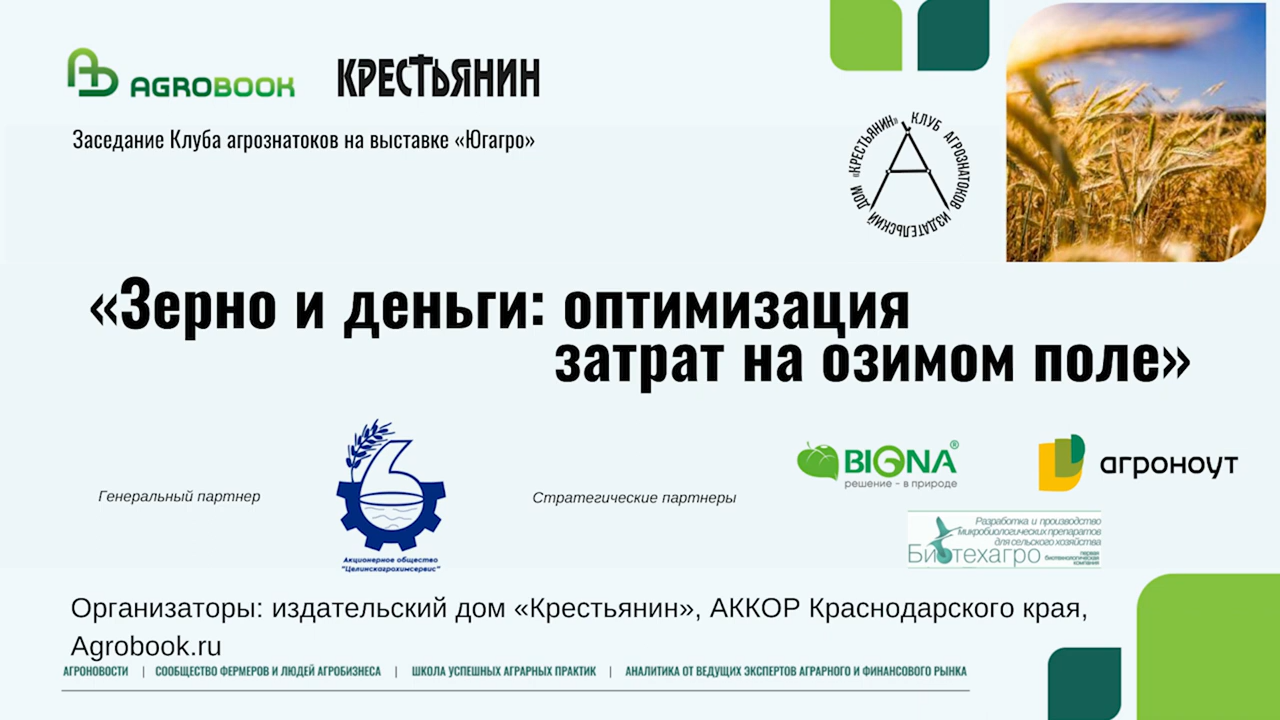 AGROBOOK
КРЕСТЬЯНИН
Заседание Клуба агрознатоков на выставке «Югагро»
ИЗДАТЕЛЬСКИЙ ДОМ «КРЕСТЬЯНИН» КЛУБ АГРОЗНАТОКОВ
«Зерно и деньги: оптимизация
затрат на озимом поле»
Генеральный партнер
Акционерное общество
"Целинскагрохимсервис"
Стратегические партнеры
BIONA®
решение - в природе
агроноут
Разработка и производство
микробиологических препаратов
для сельского хозяйства
Биотехагро
первая
биотехнологическая
компания
Организаторы: издательский дом «Крестьянин», АККОР Краснодарского края,
Agrobook.ru
АГРОНОВОСТИ | СООБЩЕСТВО ФЕРМЕРОВ И ЛЮДЕЙ АГРОБИЗНЕСА | ШКОЛА УСПЕШНЫХ АГРАРНЫХ ПРАКТИК | АНАЛИТИКА ОТ ВЕДУЩИХ ЭКСПЕРТОВ АГРАРНОГО И ФИНАНСОВОГО РЫНКА